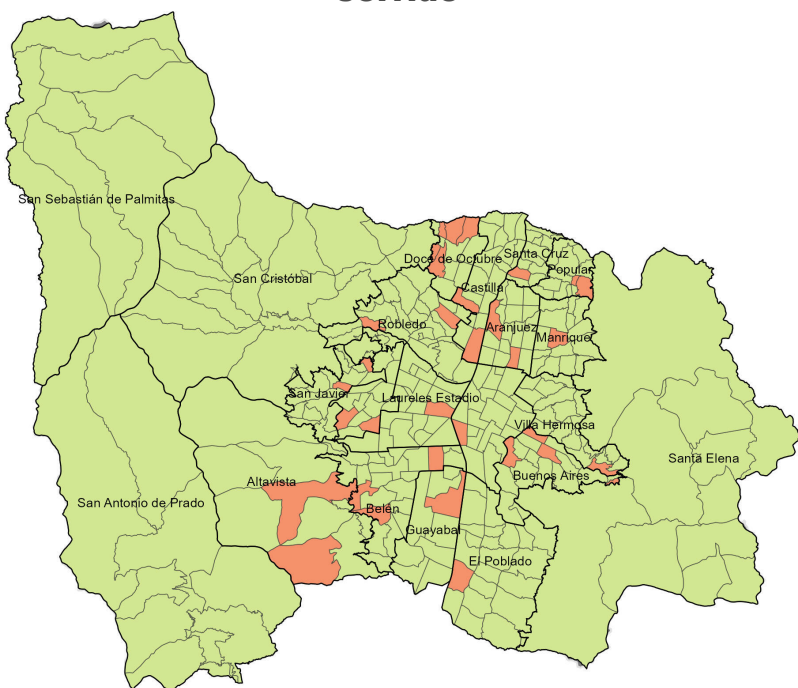 San Sebastián de Palmitas
San Cristóbal
Doce de Octubre
Santa Cruz
Popular
Castilla
Robledo
Aranjuez
Manrique
San Javier
Laureles Estadio
Villa Hermosa
Santa Elena
Buenos Aires
Altavista
San Antonio de Prado
Belén
Guayabal
El Poblado